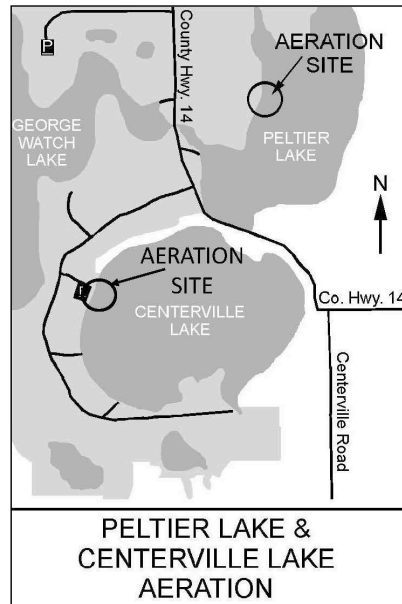 P
County Hwy. 14
AERATION
SITE
GEORGE
WATCH
LAKE
PELTIER
LAKE
N
AERATION
SITE
CENTERVILLE
LAKE
Co. Hwy. 14
Centerville Road
PELTIER LAKE &
CENTERVILLE LAKE
AERATION